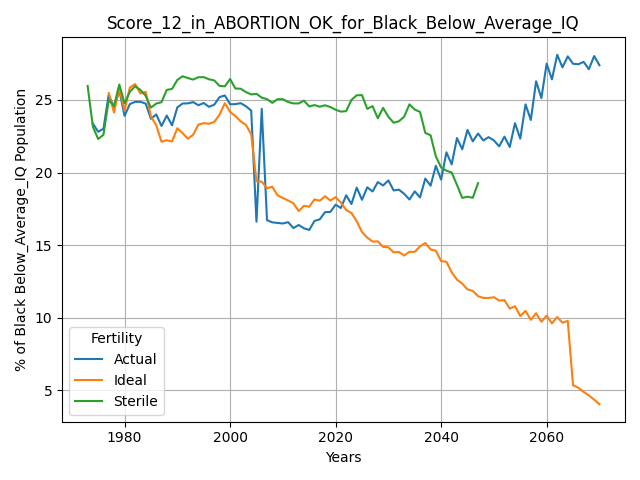 Score_12_in_ABORTION_OK_for_Black_Below_Average_IQ
% of Black Below_Average_IQ Population
25
20
15
10
5
Fertility
Actual
Ideal
Sterile
1980
2000
2020
2040
2060
Years